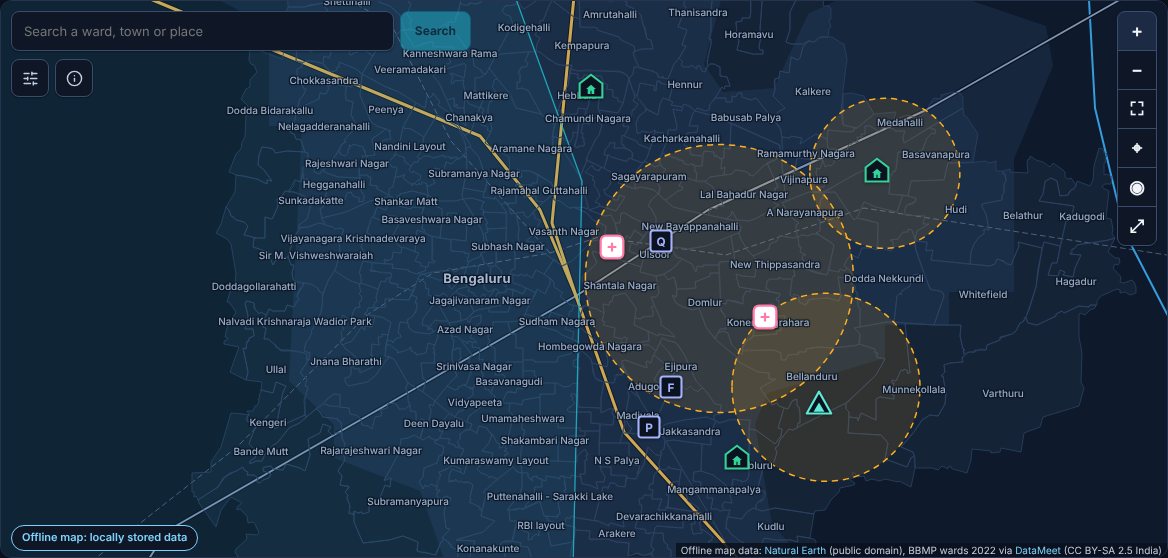 Shettihalli
Amrutahalli
Thanisandra
Search a ward, town or place
Search
Kodigehalli
Horamavu
Kempapura
Kanneshwara Rama
Veeramadakari
Chokkasandra
Hennur
Kalkere
Mattikere
Dodda Bidarakallu
Peenya
Chanakya
Chamundi Nagara
Babusab Palya
Medahalli
Nelagadderanahalli
Kacharkanahalli
Nandini Layout
Aramane Nagara
Ramamurthy Nagara
Basavanapura
Rajeshwari Nagar
Subramanya Nagar
Sagayarapuram
Vijinapura
Hegganahalli
Rajamahal Guttahalli
Lal Bahadur Nagar
Sunkadakatte
Shankar Matt
A Narayanapura
Hudi
Belathur
Kadugodi
Basaveshwara Nagar
Vasanth Nagar
New Bayappanahalli
Q
Vijayanagara Krishnadevaraya
Subhash Nagar
Sir M. Vishweshwaraiah
Ulsoor
New Thippasandra
Bengaluru
Dodda Nekkundi
Hagadur
Doddagollarahatti
Shantala Nagar
Whitefield
Jagajivanaram Nagar
Domlur
Nalvadi Krishnaraja Wadior Park
Azad Nagar
Sudham Nagara
Hombegowda Nagara
Jnana Bharathi
Ullal
Srinivasa Nagar
Ejipura
Basavanagudi
Bellanduru
F
Munnekollala
Varthuru
Vidyapeeta
Madivala
Umamaheshwara
Kengeri
Deen Dayalu
P
Jakkasandra
Shakambari Nagar
Bande Mutt
Rajarajeshwari Nagar
Kumaraswamy Layout
N S Palya
Mangammanapalya
Subramanyapura
Puttenahalli - Sarakki Lake
Devarachikkanahalli
RBI layout
Kudlu
Arakere
Offline map: locally stored data
Konanakunte
Offline map data: Natural Earth (public domain), BBMP wards 2022 via DataMeet (CC BY-SA 2.5 India)